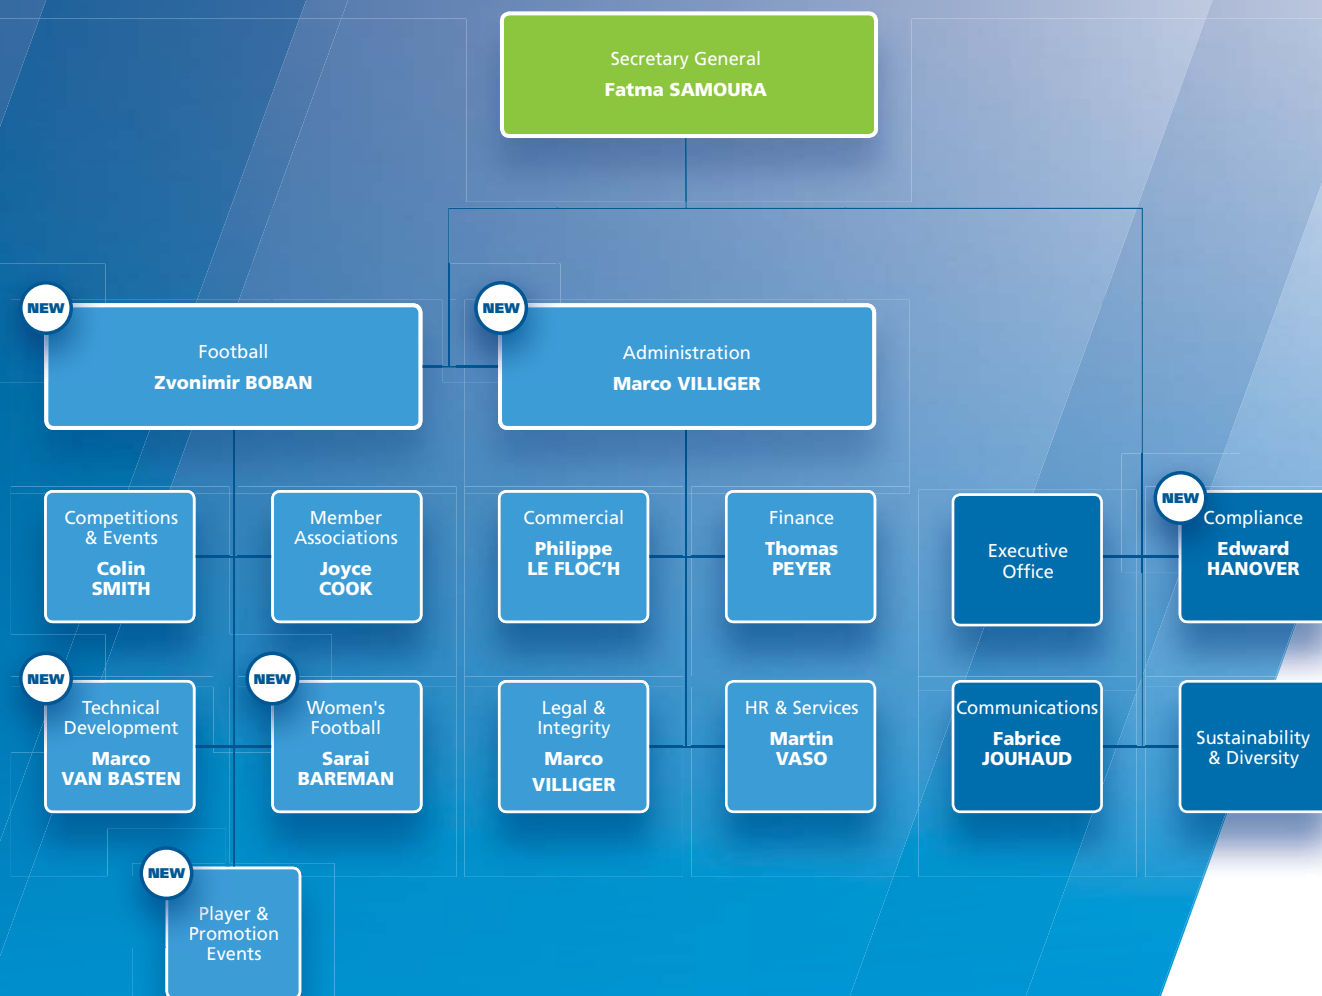 Secretary General
Fatma SAMOURA
NEW
Football
Zvonimir BOBAN
NEW
Administration
Marco VILLIGER
Competitions
& Events
Colin
SMITH
Member
Associations
Joyce
COOK
Commercial
Philippe
LE FLOC'H
Finance
Thomas
PEYER
Executive
Office
NEW
Compliance
Edward
HANOVER
NEW
Technical
Development
Marco
VAN BASTEN
NEW
Women's
Football
Sarai
BAREMAN
Legal &
Integrity
Marco
VILLIGER
HR & Services
Martin
VASO
Communications
Fabrice
JOUHAUD
Sustainability
& Diversity
NEW
Player &
Promotion
Events